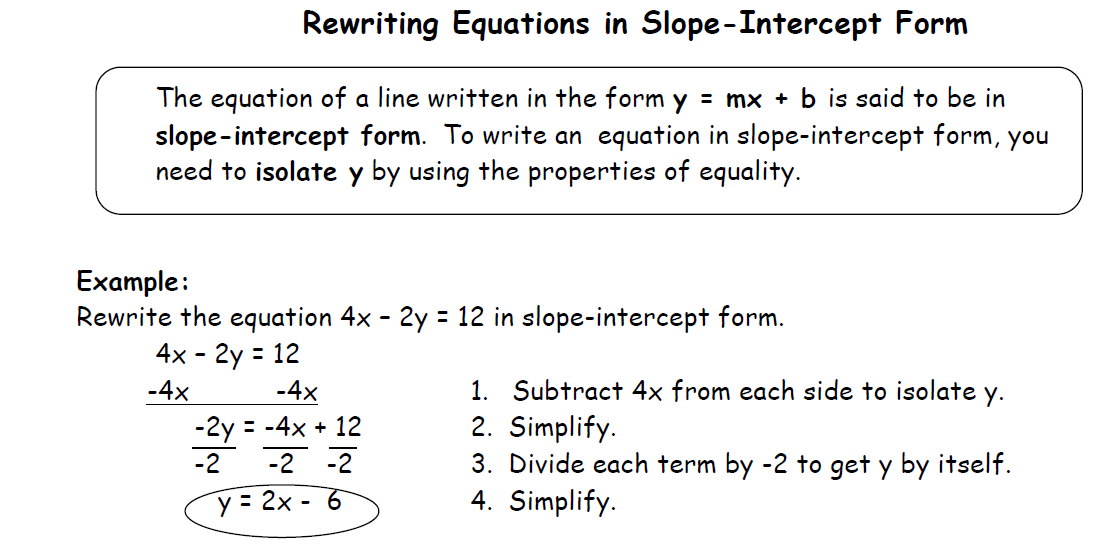 Rewriting Equations in Slope-Intercept Form
The equation of a line written in the form y = mx + b is said to be in
slope-intercept form. To write an equation in slope-intercept form, you
need to isolate y by using the properties of equality.
Example:
Rewrite the equation 4x – 2y = 12 in slope-intercept form.
4x – 2y = 12
-4x -4x 1. Subtract 4x from each side to isolate y.
-2y = -4x + 12 2. Simplify.
-2 -2 -2 3. Divide each term by -2 to get y by itself.
y = 2x - 6 4. Simplify.